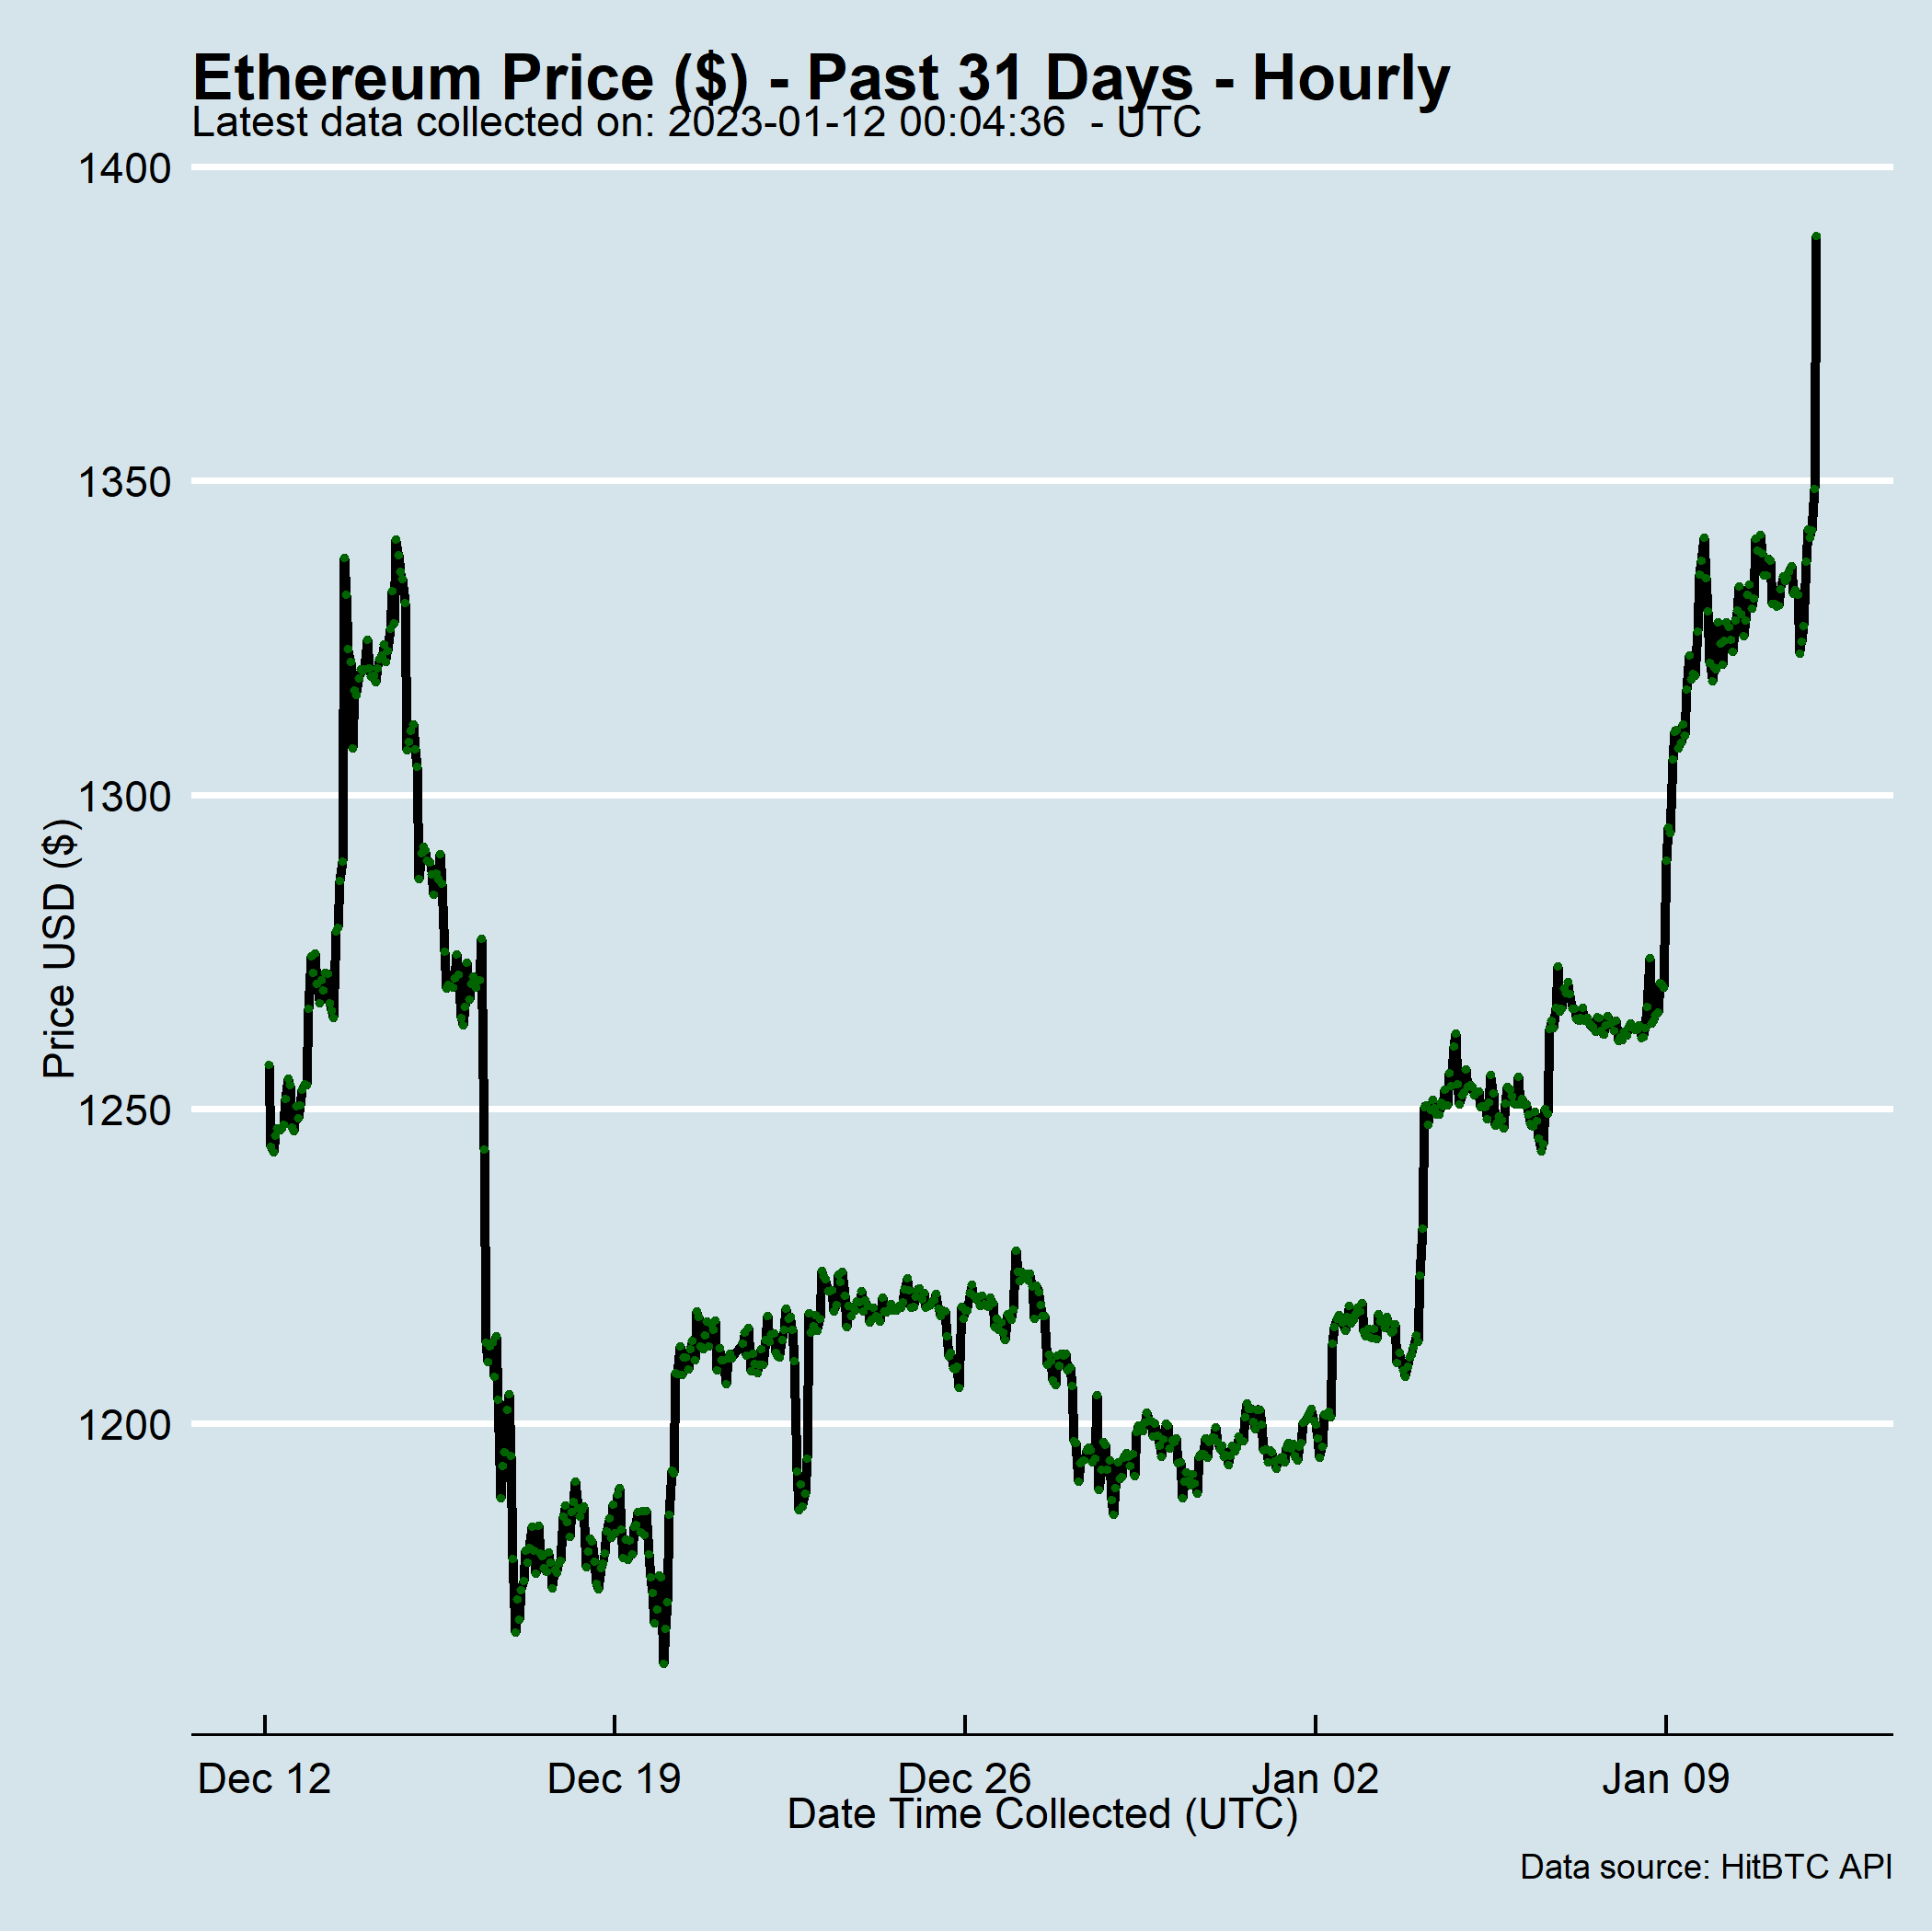 Ethereum Price ($) - Past 31 Days - Hourly
Latest data collected on: 2023-01-12 00:04:36  - UTC
1400
1350
1300
1250
1200
Price USD ($)
Dec 12
Dec 19
Dec 26
Jan 02
Jan 09
Date Time Collected (UTC)
Data source: HitBTC API